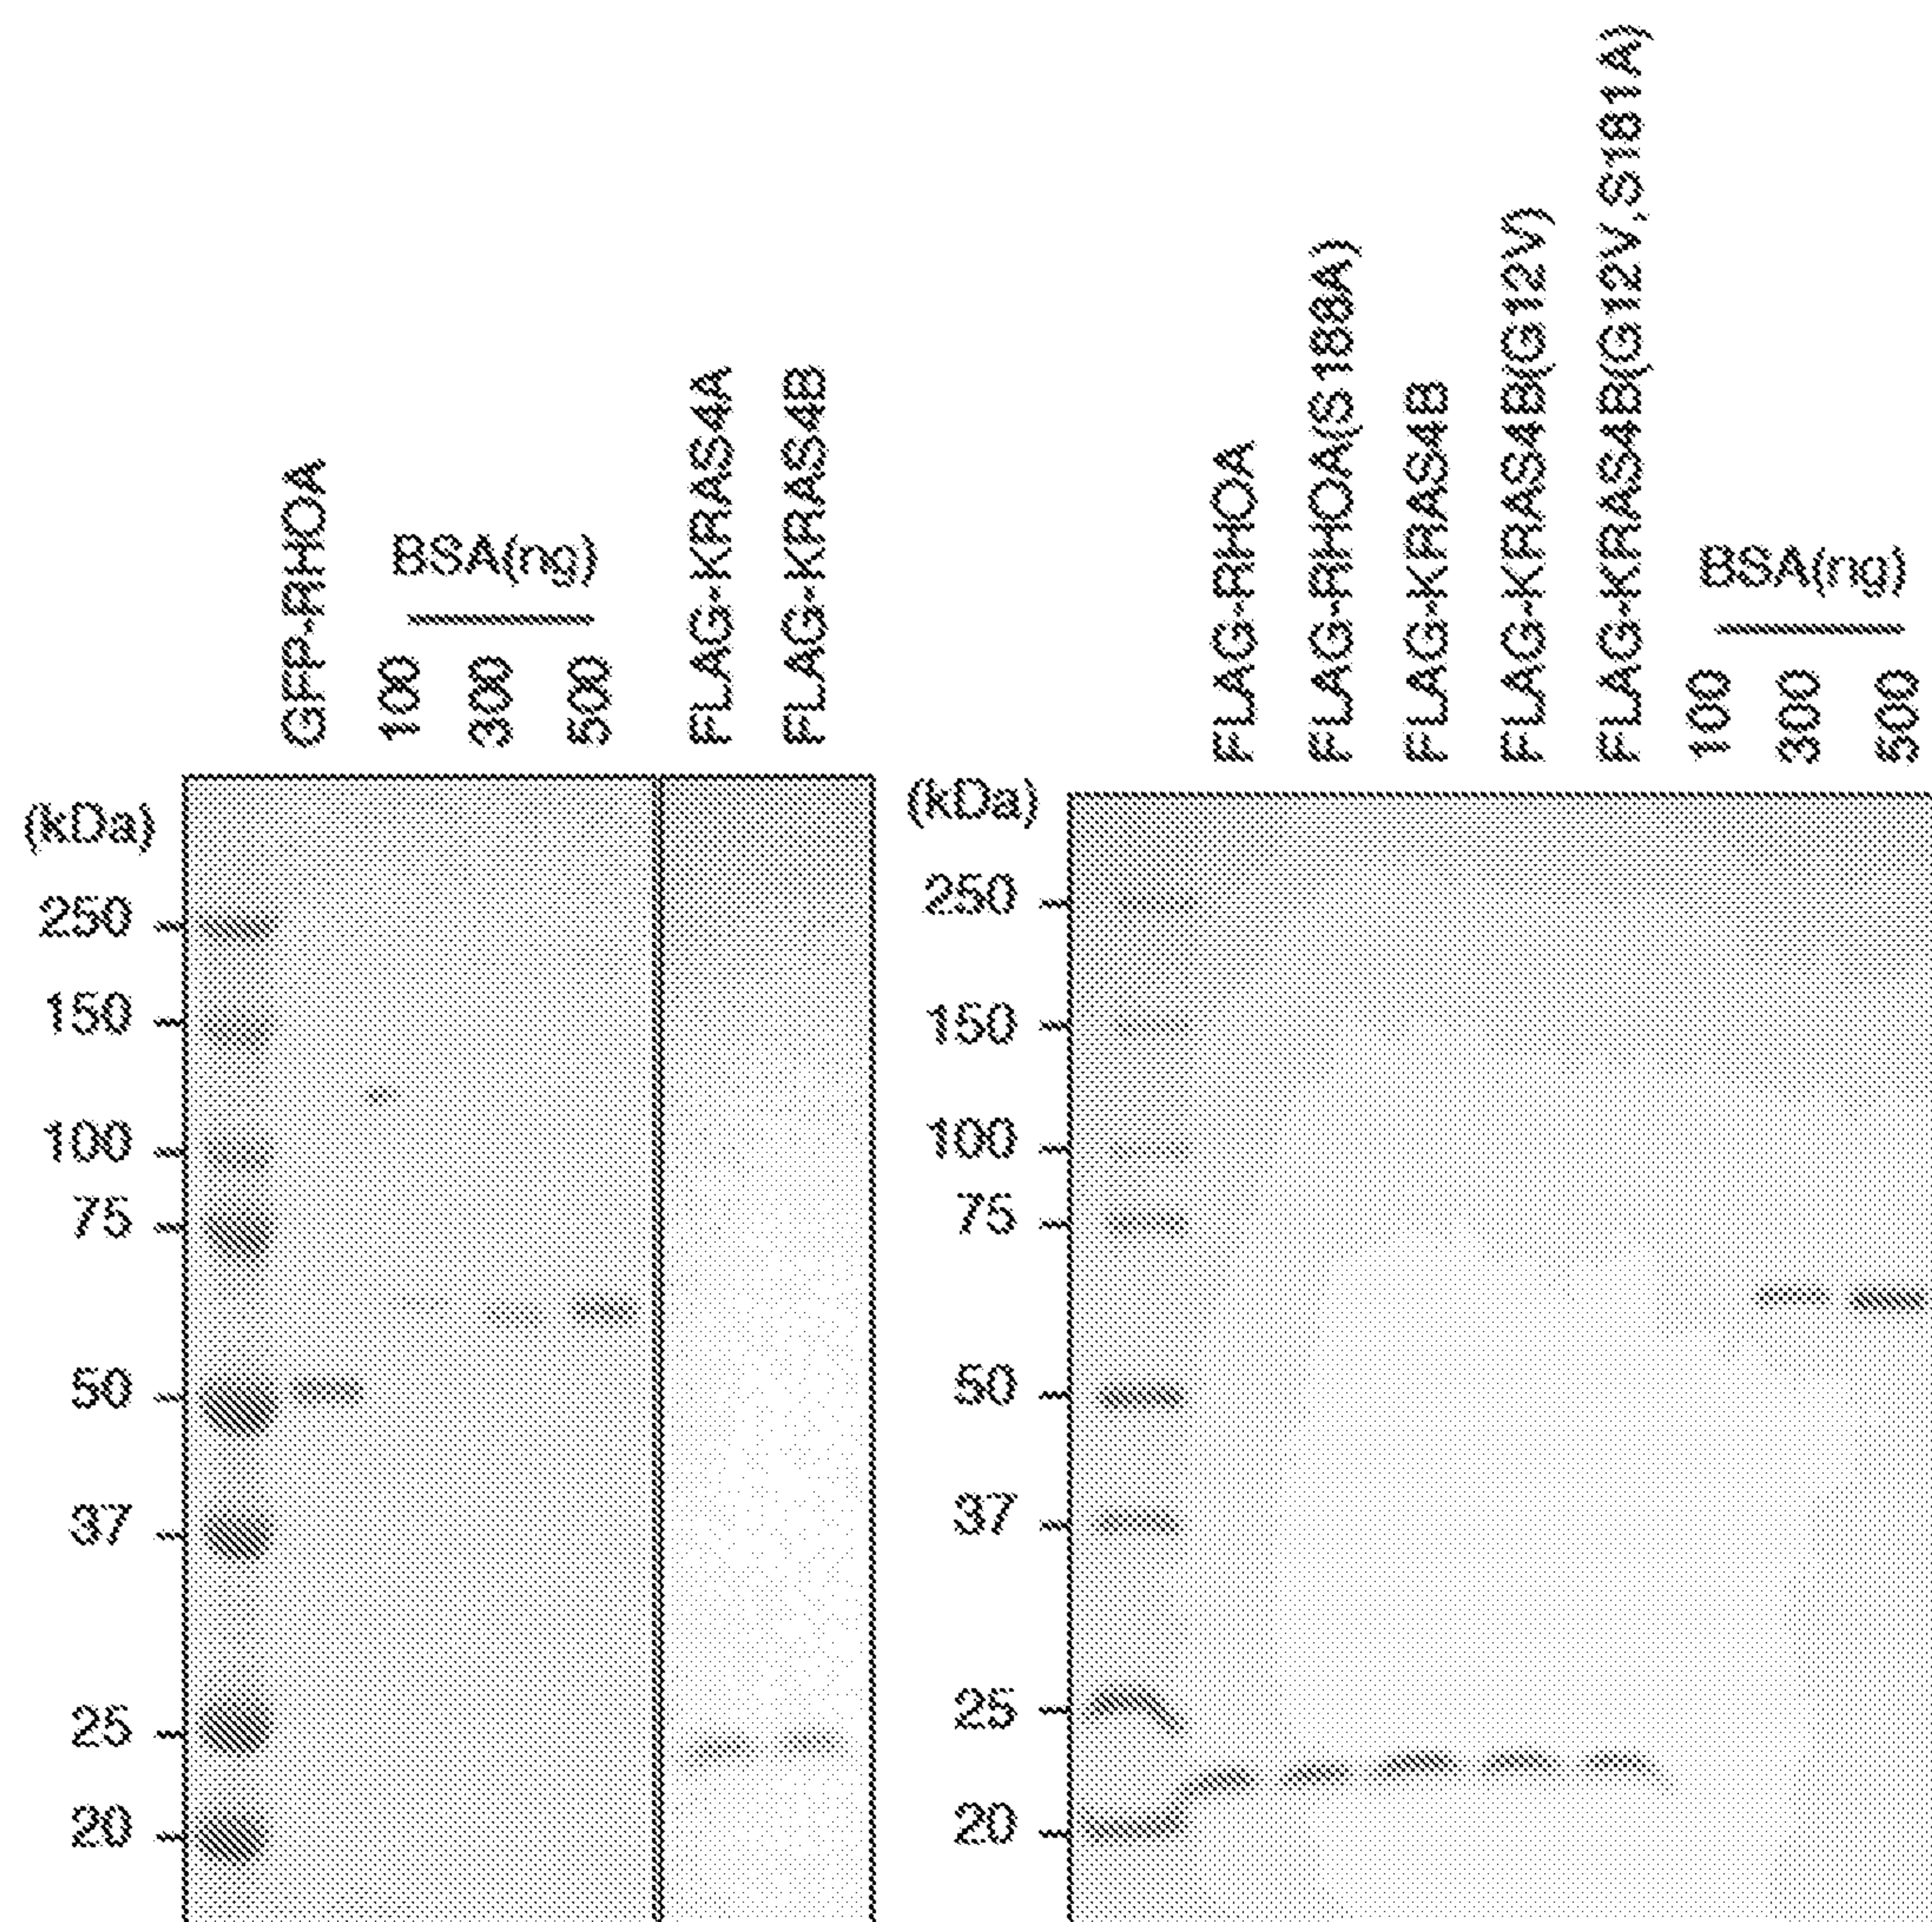 GFP-RHOA
BSA(ng)
100
300
500
FLAG-KRAS4A
FLAG-KRAS4B
(kDa)
250
150
100
75
50
37
25
20
FLAG-RHOA
FLAG-RHOA(S188A)
FLAG-KRAS4B
FLAG-KRAS4B(G12V)
FLAG-KRAS4B(G12V,S181A)
BSA(ng)
100
300
500
(kDa)
250
150
100
75
50
37
25
20